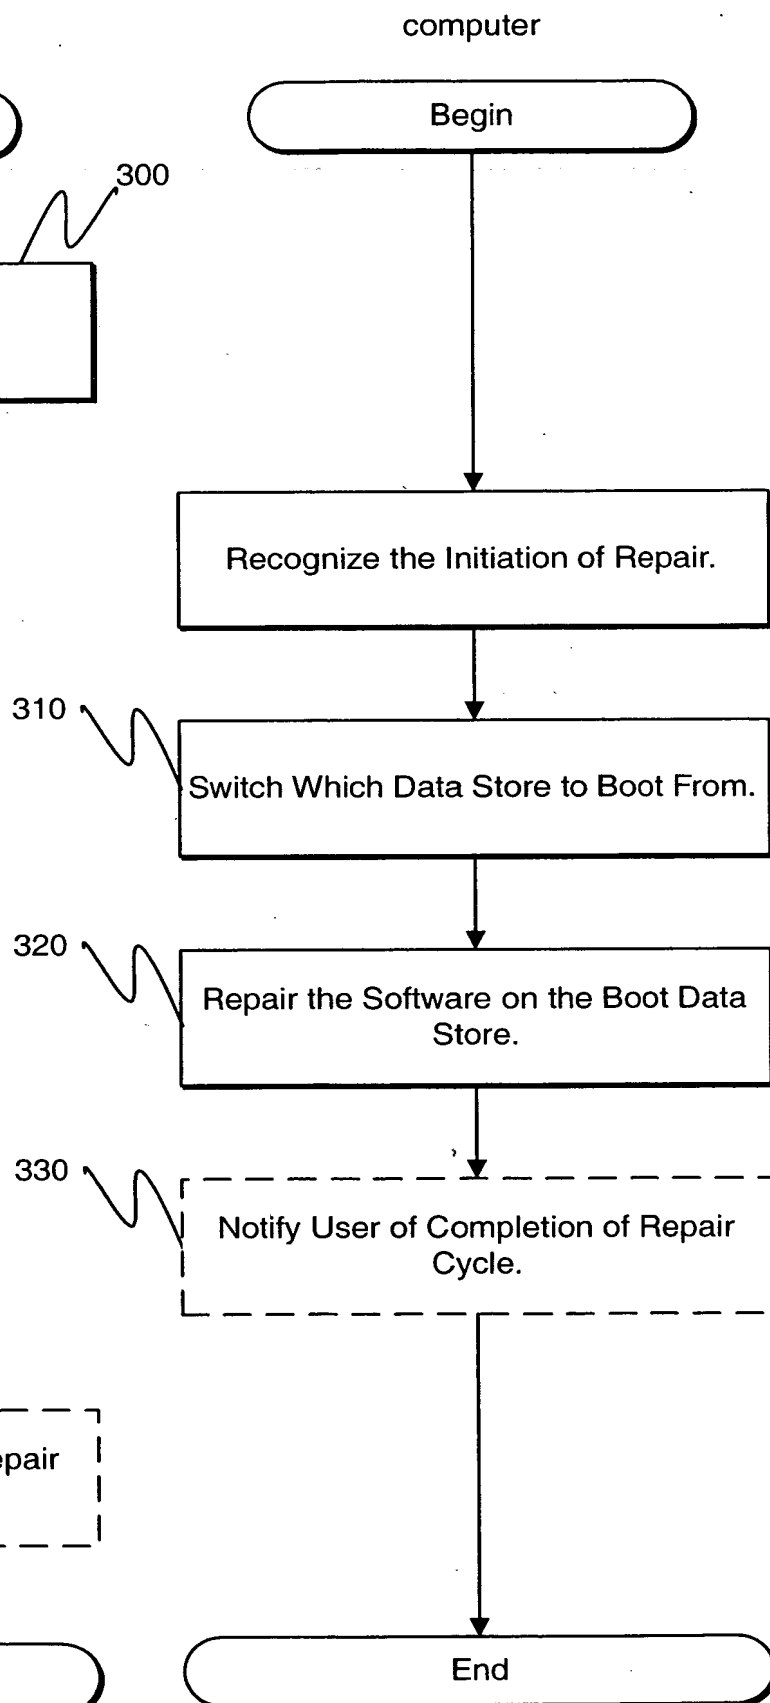 computer
Begin
300
Recognize the Initiation of Repair.
310
Switch Which Data Store to Boot From.
320
Repair the Software on the Boot Data
Store.
330
Notify User of Completion of Repair
Cycle.
epair
End